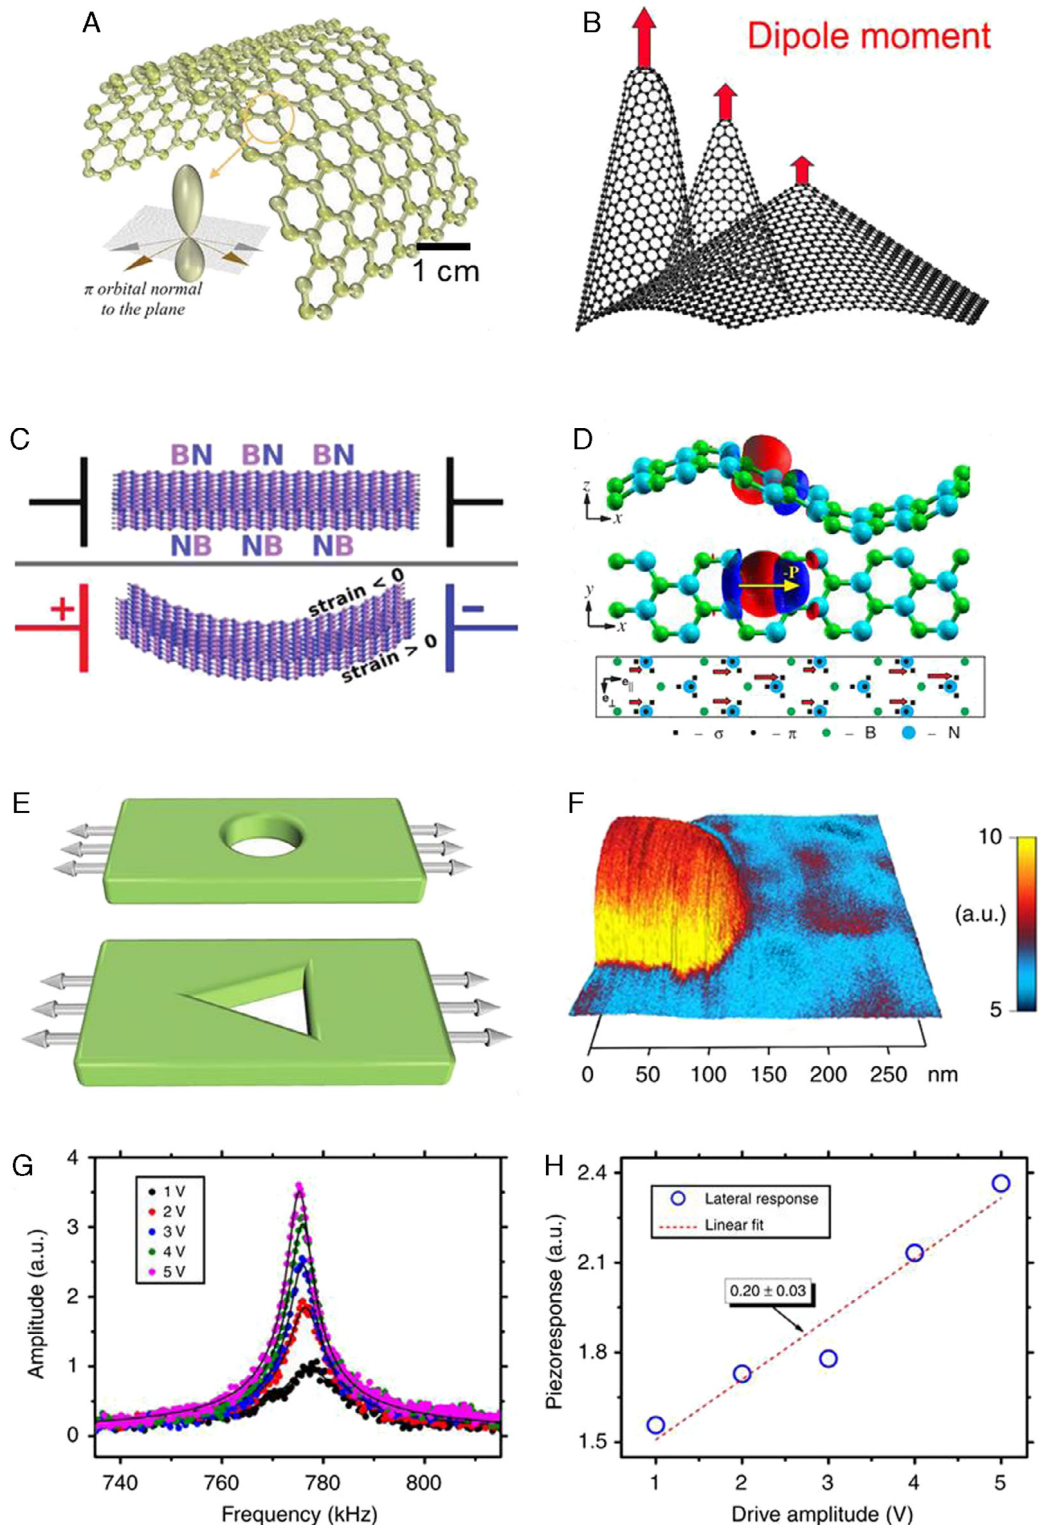 A
1 cm
π orbital normal
to the plane
B
Dipole moment
C
BN BN BN
NB NB NB
strain < 0
strain > 0
+
−
D
z
x
-P
y
x
e∥
e⊥
– σ – π – B – N
E
F
10
(a.u.)
5
0 50 100 150 200 250 nm
G
4
3
2
1
0
Amplitude (a.u.)
1 V
2 V
3 V
4 V
5 V
740 760 780 800
Frequency (kHz)
H
2.4
2.1
1.8
1.5
Piezoresponse (a.u.)
Lateral response
Linear fit
0.20 ± 0.03
1 2 3 4 5
Drive amplitude (V)